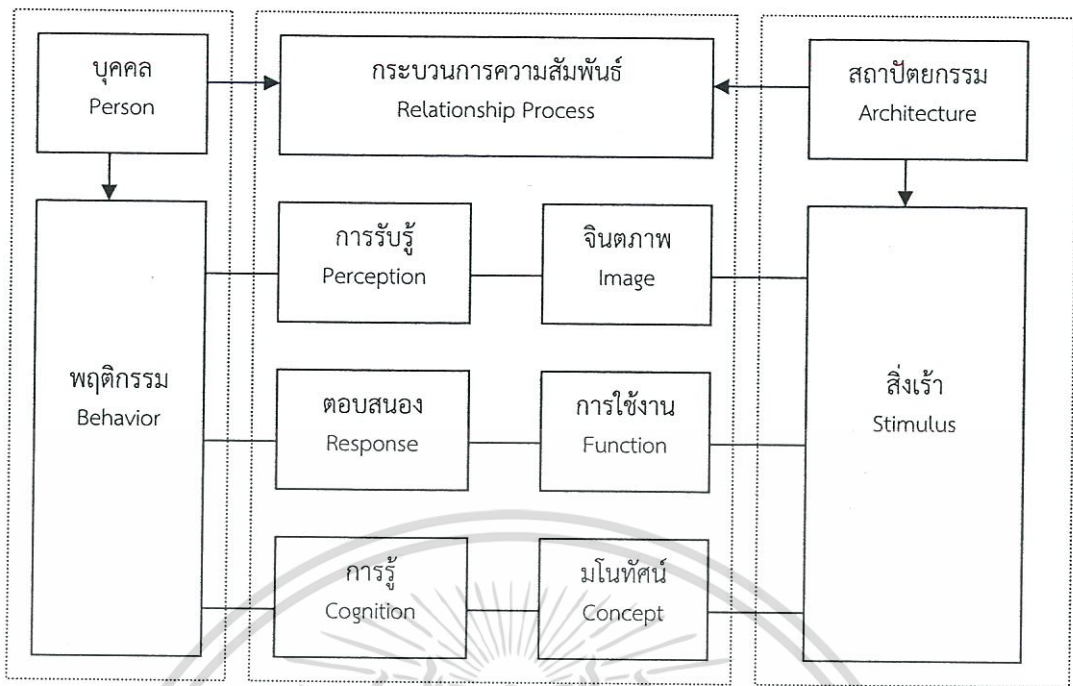 บุคคล
Person
กระบวนการความสัมพันธ์
Relationship Process
สถาปัตยกรรม
Architecture
การรับรู้
Perception
จินตภาพ
Image
พฤติกรรม
Behavior
ตอบสนอง
Response
การใช้งาน
Function
สิ่งเร้า
Stimulus
การรู้
Cognition
มโนทัศน์
Concept